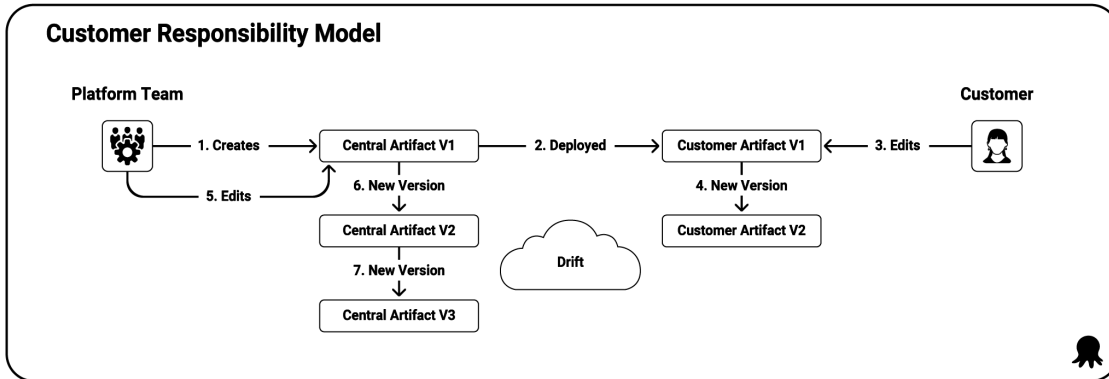 Customer Responsibility Model
Platform Team
Customer
1. Creates
Central Artifact V1
2. Deployed
Customer Artifact V1
3. Edits
5. Edits
6. New Version
4. New Version
Central Artifact V2
Customer Artifact V2
Drift
7. New Version
Central Artifact V3